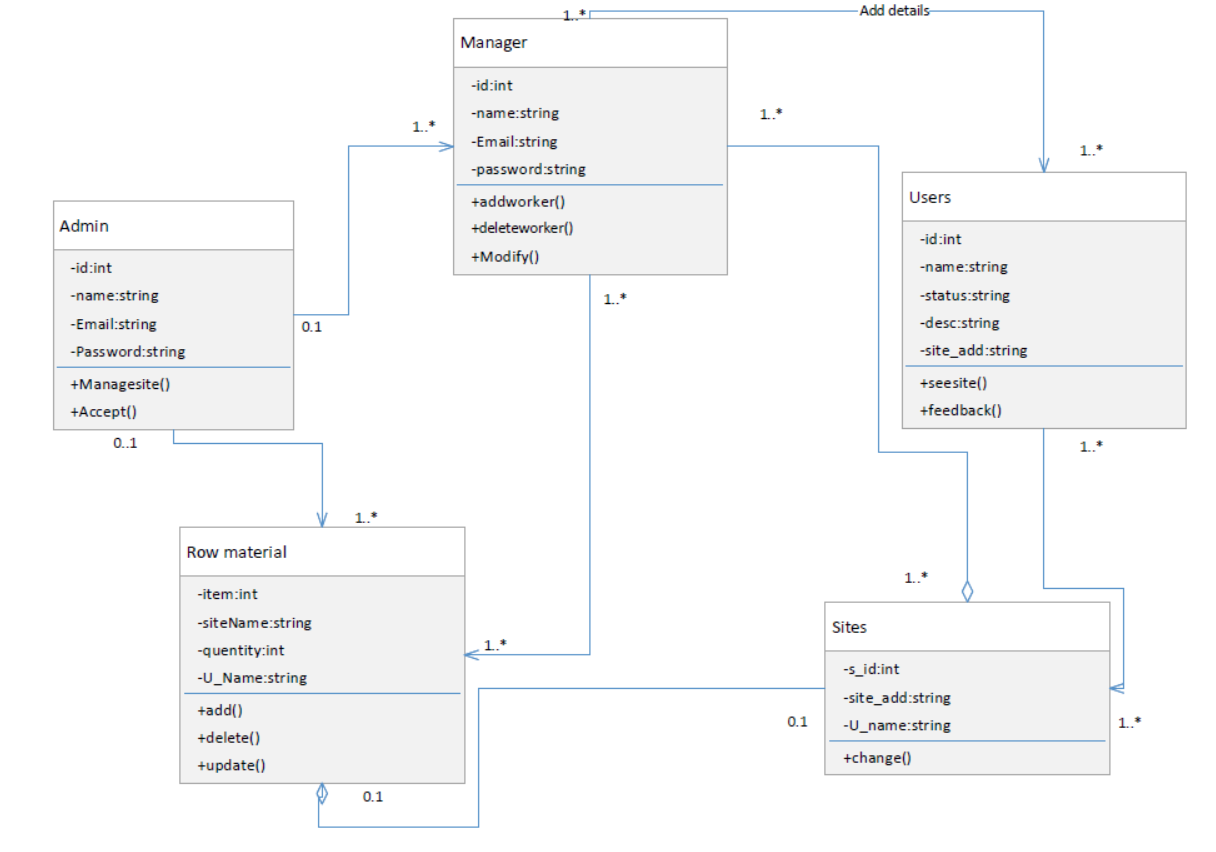 1..*
Add details
Manager
-id:int
-name:string
-Email:string
-password:string
+addworker()
+deleteworker()
+Modify()
1..*
1..*
1..*
1..*
Users
-id:int
-name:string
-status:string
-desc:string
-site_add:string
+seesite()
+feedback()
1..*
Admin
-id:int
-name:string
-Email:string
-Password:string
+Managesite()
+Accept()
0.1
0..1
1..*
Row material
-item:int
-siteName:string
-quentity:int
-U_Name:string
+add()
+delete()
+update()
1..*
0.1
1..*
Sites
-s_id:int
-site_add:string
-U_name:string
+change()
0.1
1..*